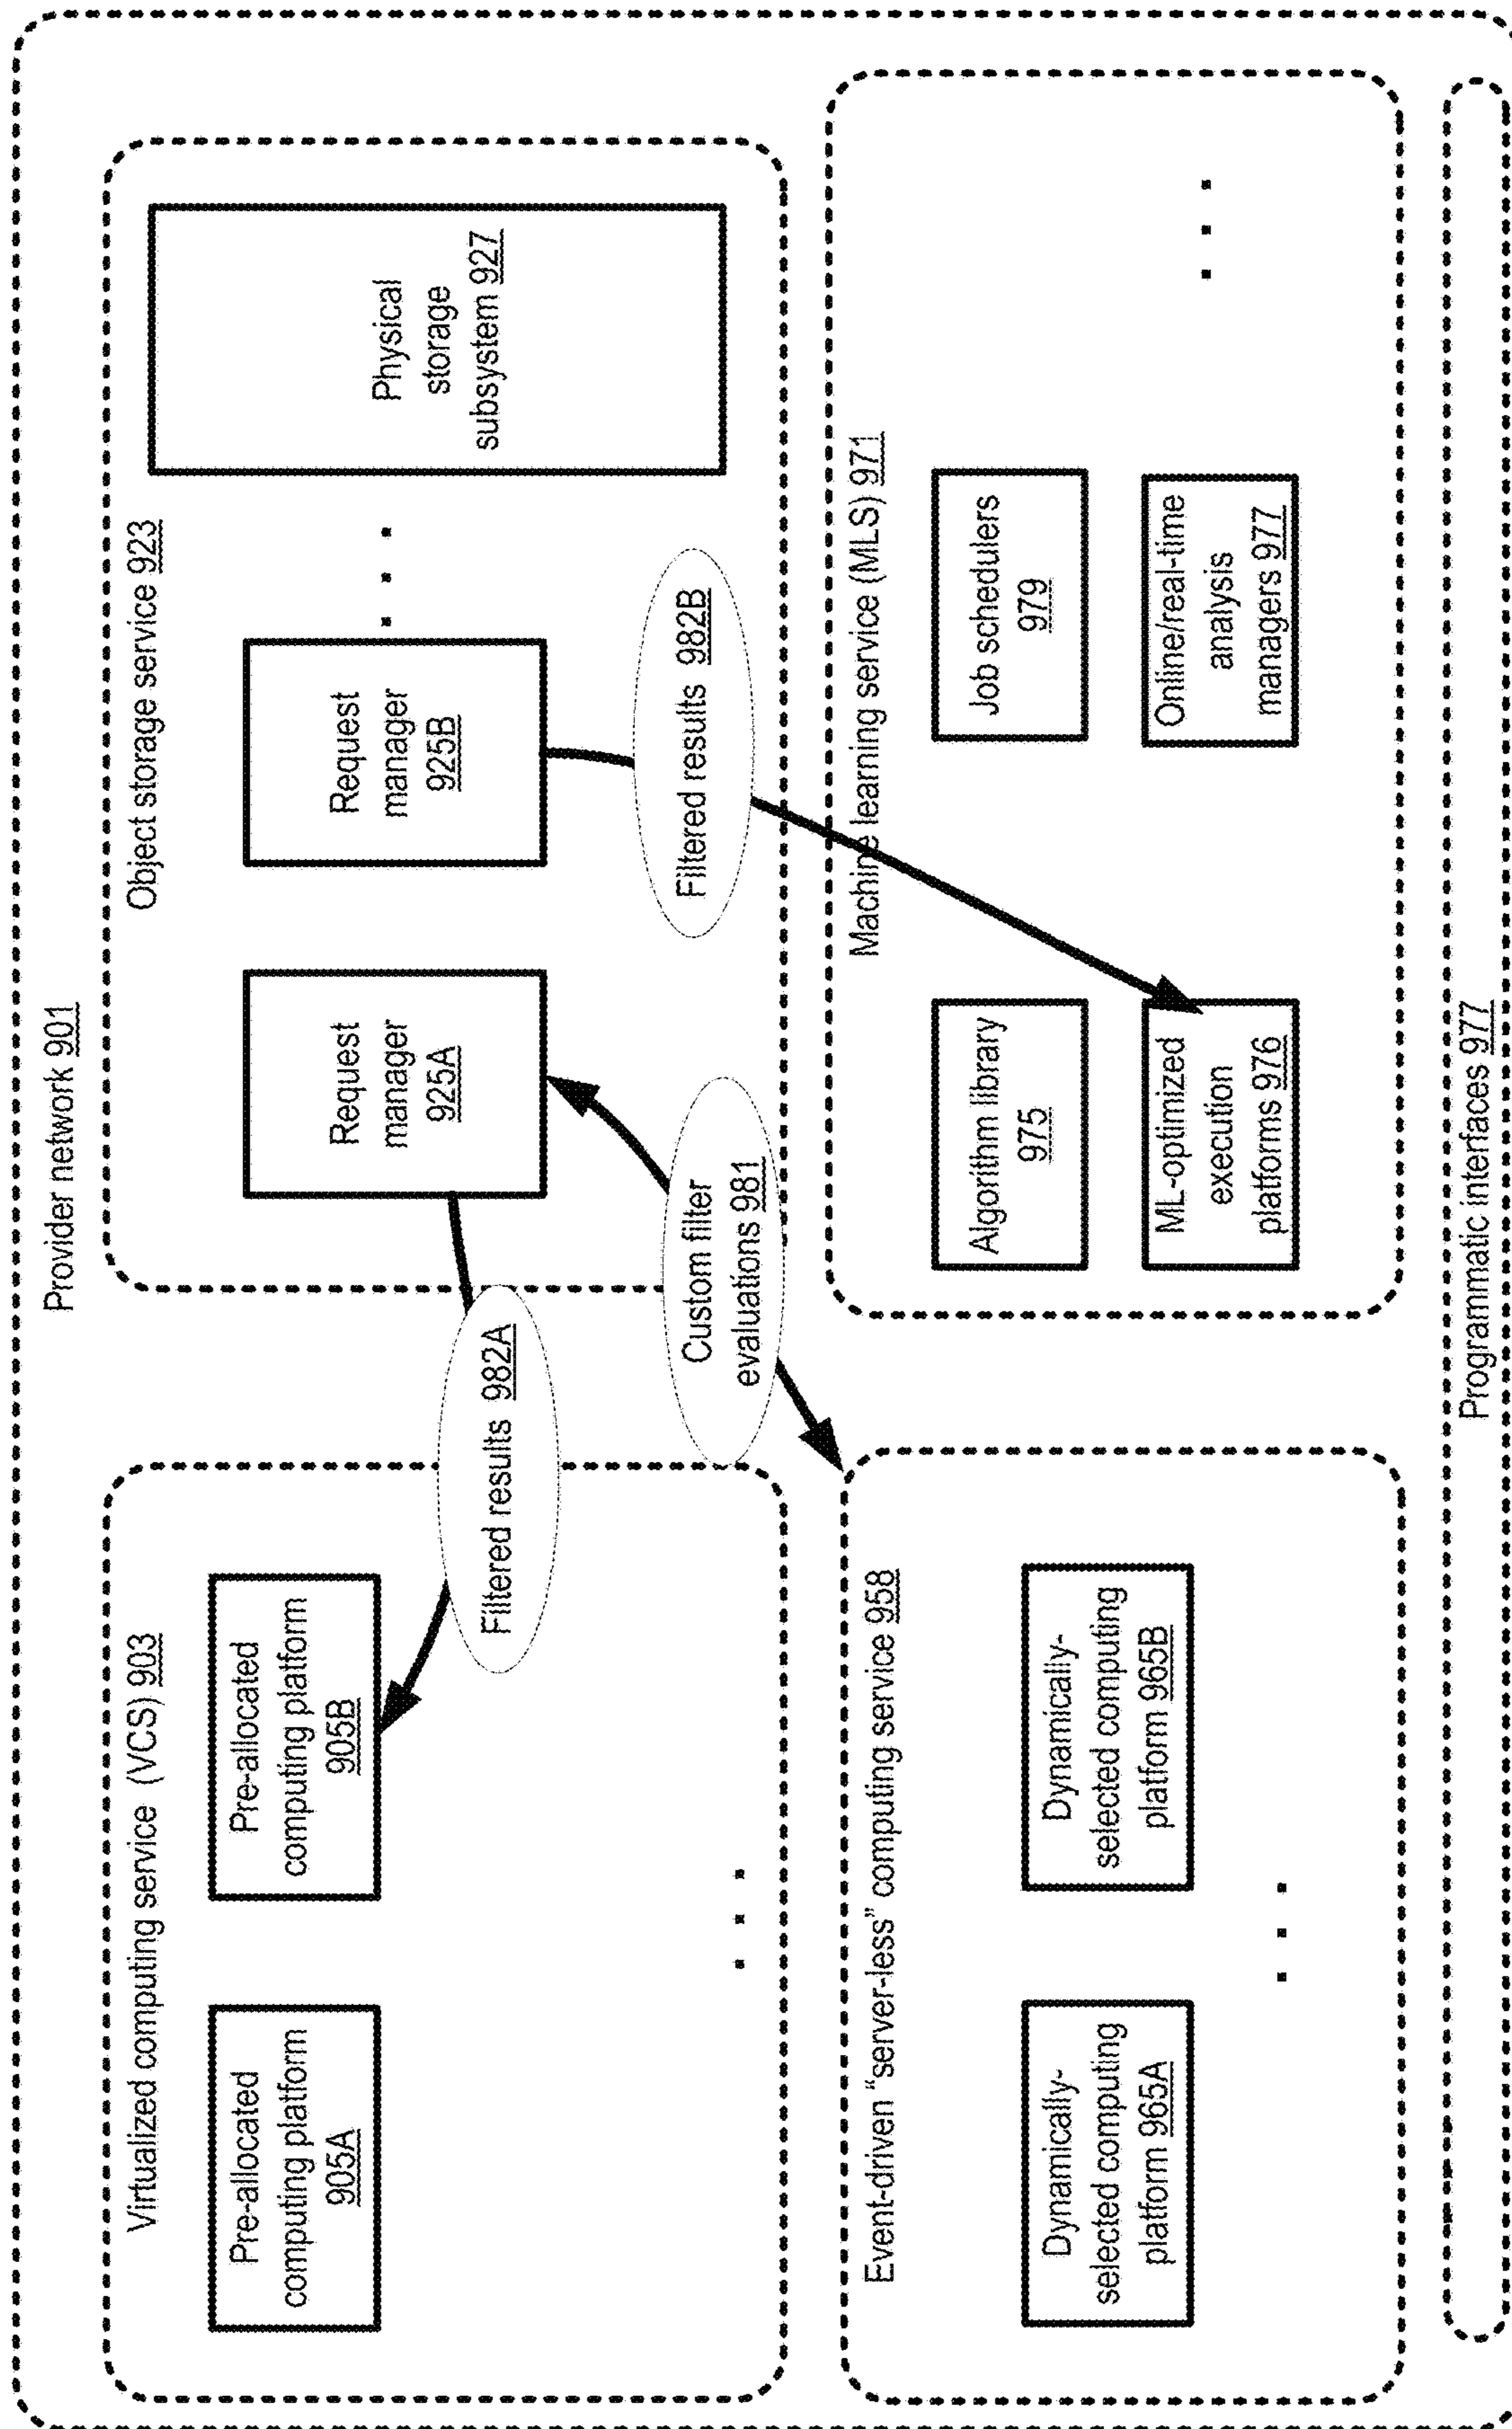 Provider network 901
Virtualized computing service (VCS) 903
Pre-allocated
computing platform
905A
Pre-allocated
computing platform
905B
. . .
Filtered results 982A
Object storage service 923
Request
manager
925A
Request
manager
925B
. . .
Physical
storage
subsystem 927
Custom filter
evaluations 981
Filtered results 982B
Event-driven “server-less” computing service 958
Dynamically-
selected computing
platform 965A
Dynamically-
selected computing
platform 965B
. . .
Machine learning service (MLS) 971
Algorithm library
975
Job schedulers
979
ML-optimized
execution
platforms 976
Online/real-time
analysis
managers 977
. . .
Programmatic interfaces 977